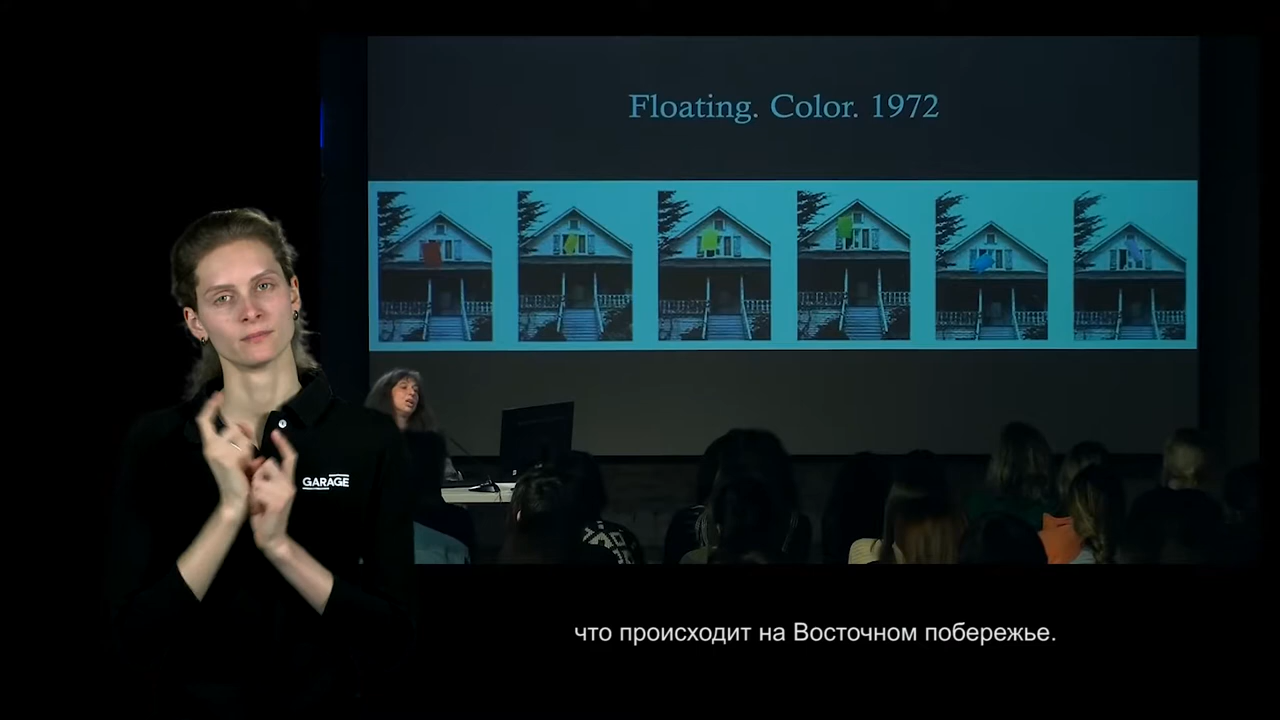 Floating. Color. 1972
GARAGE
что происходит на Восточном побережье.